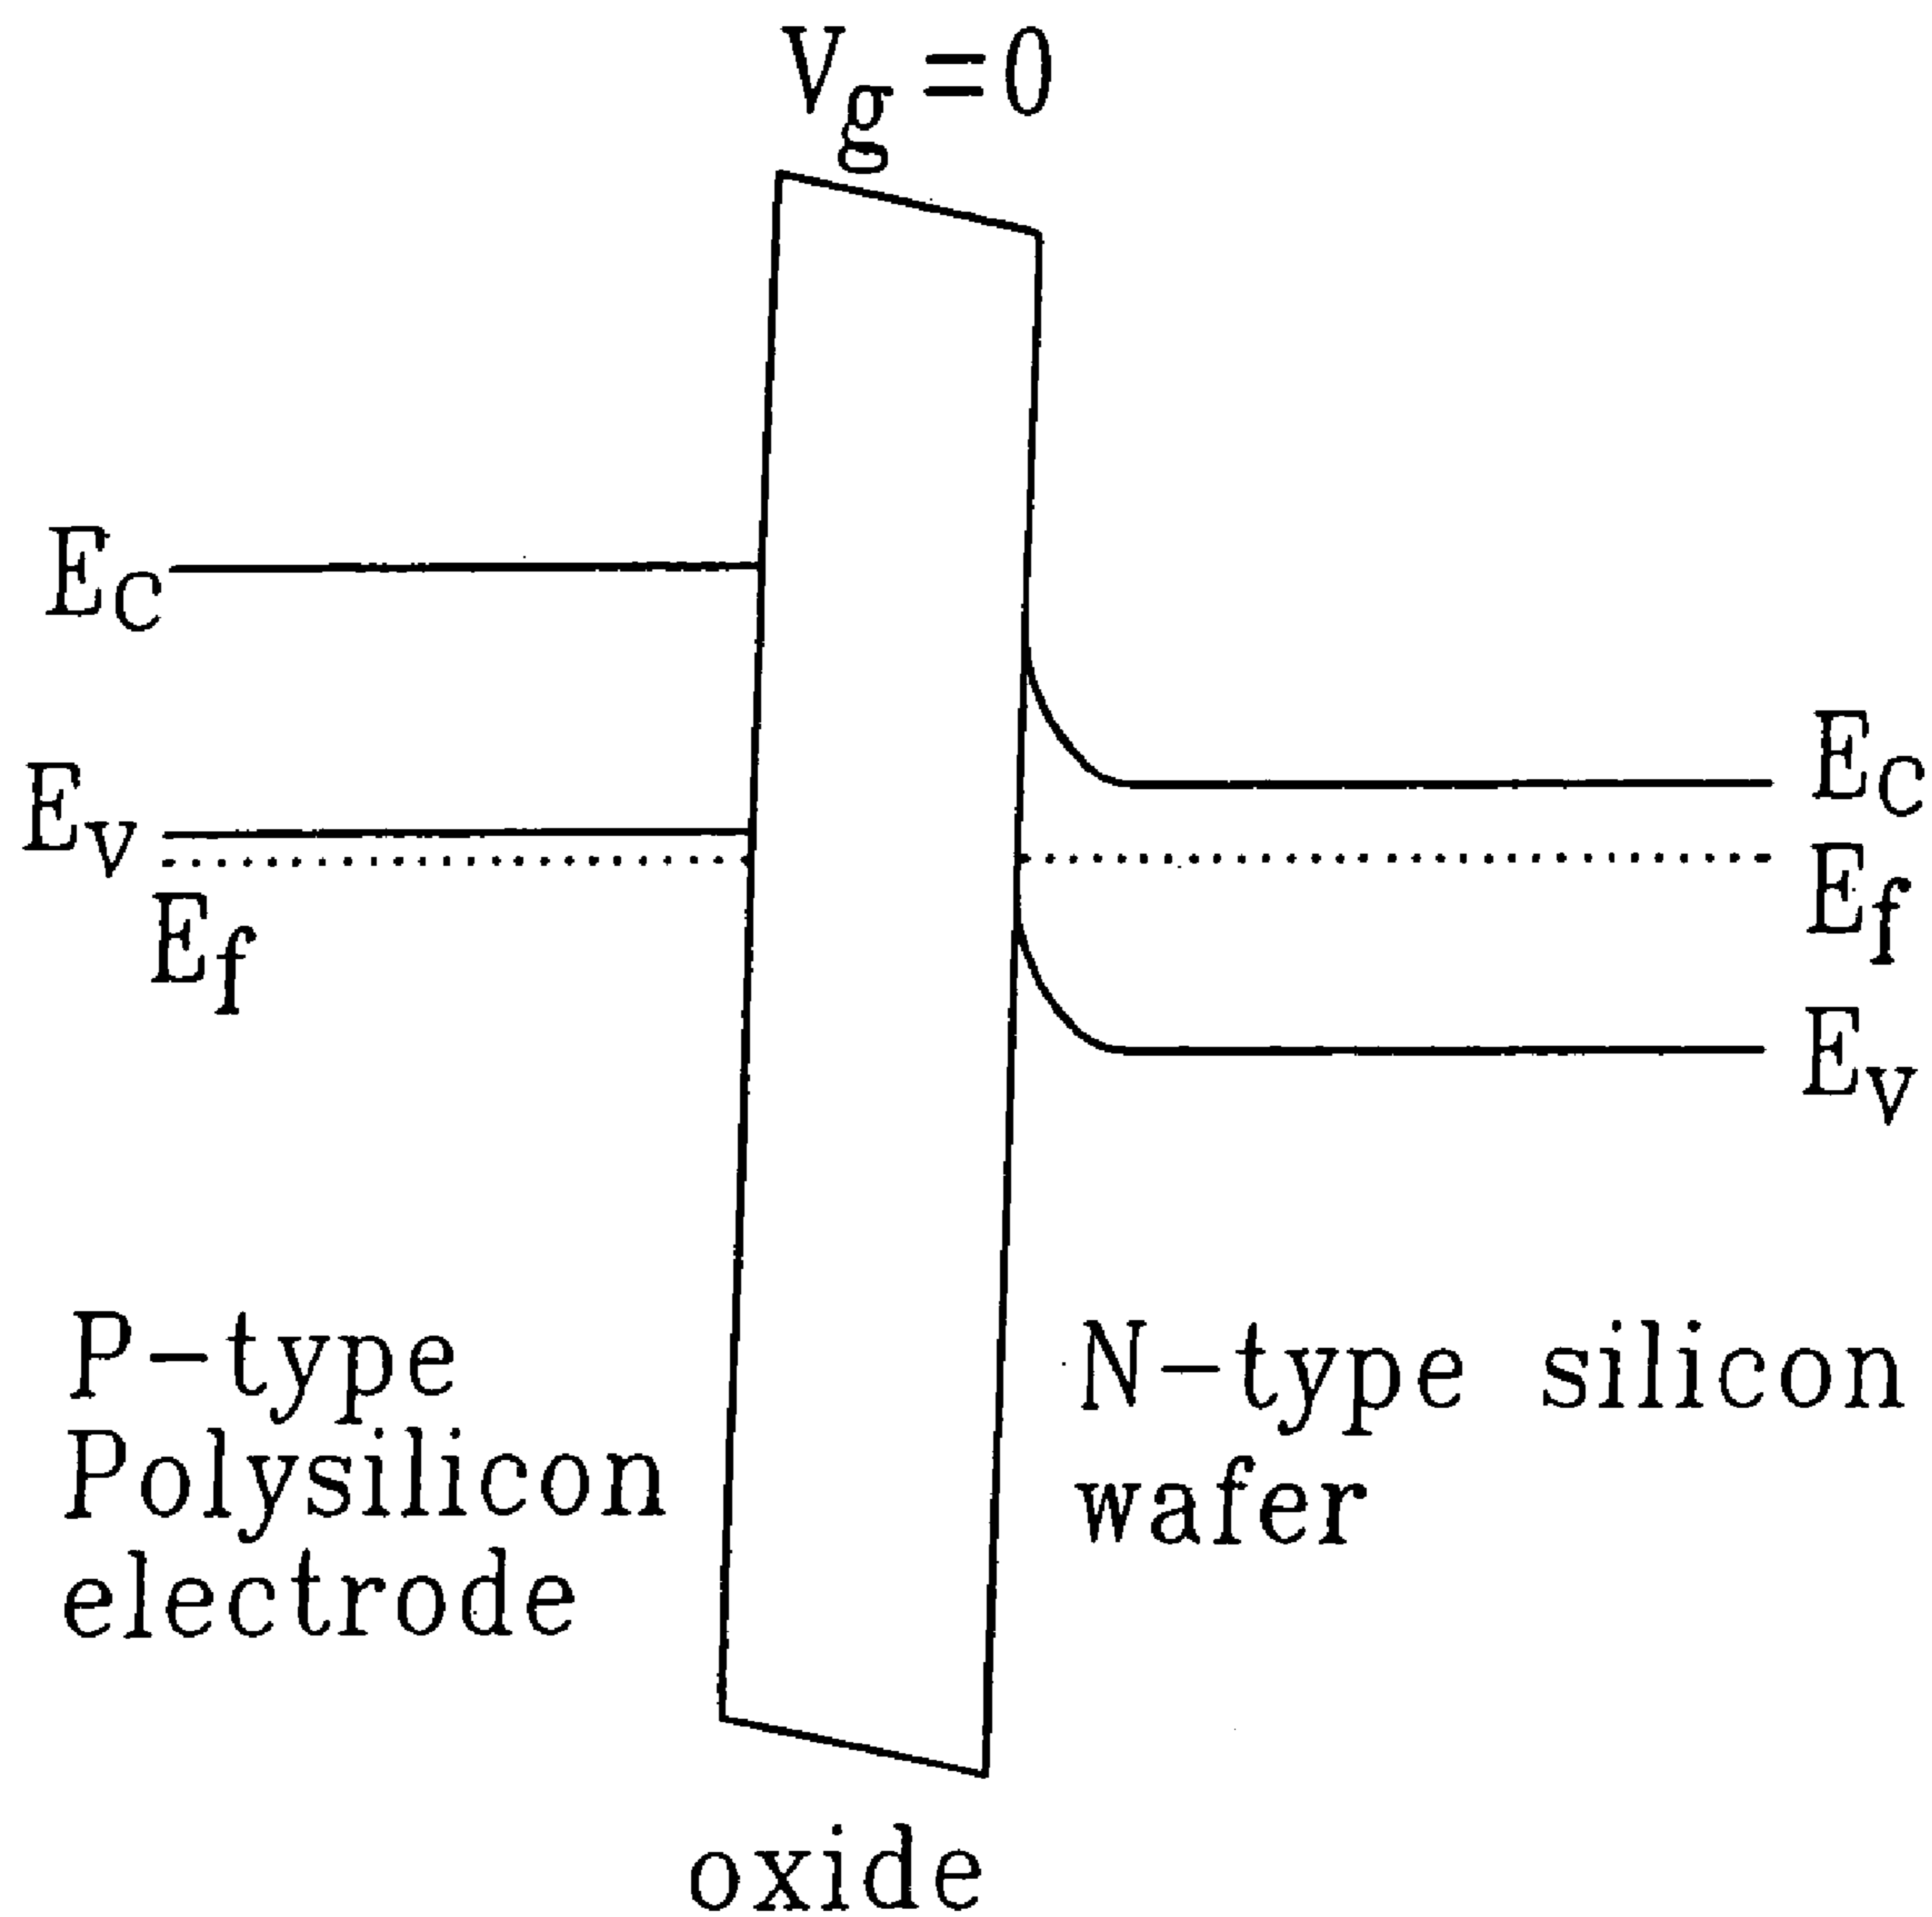 Vg=0
EC
EV
Ef
EC
Ef
EV
P-type
Polysilicon
electrode
N-type silicon
wafer
oxide